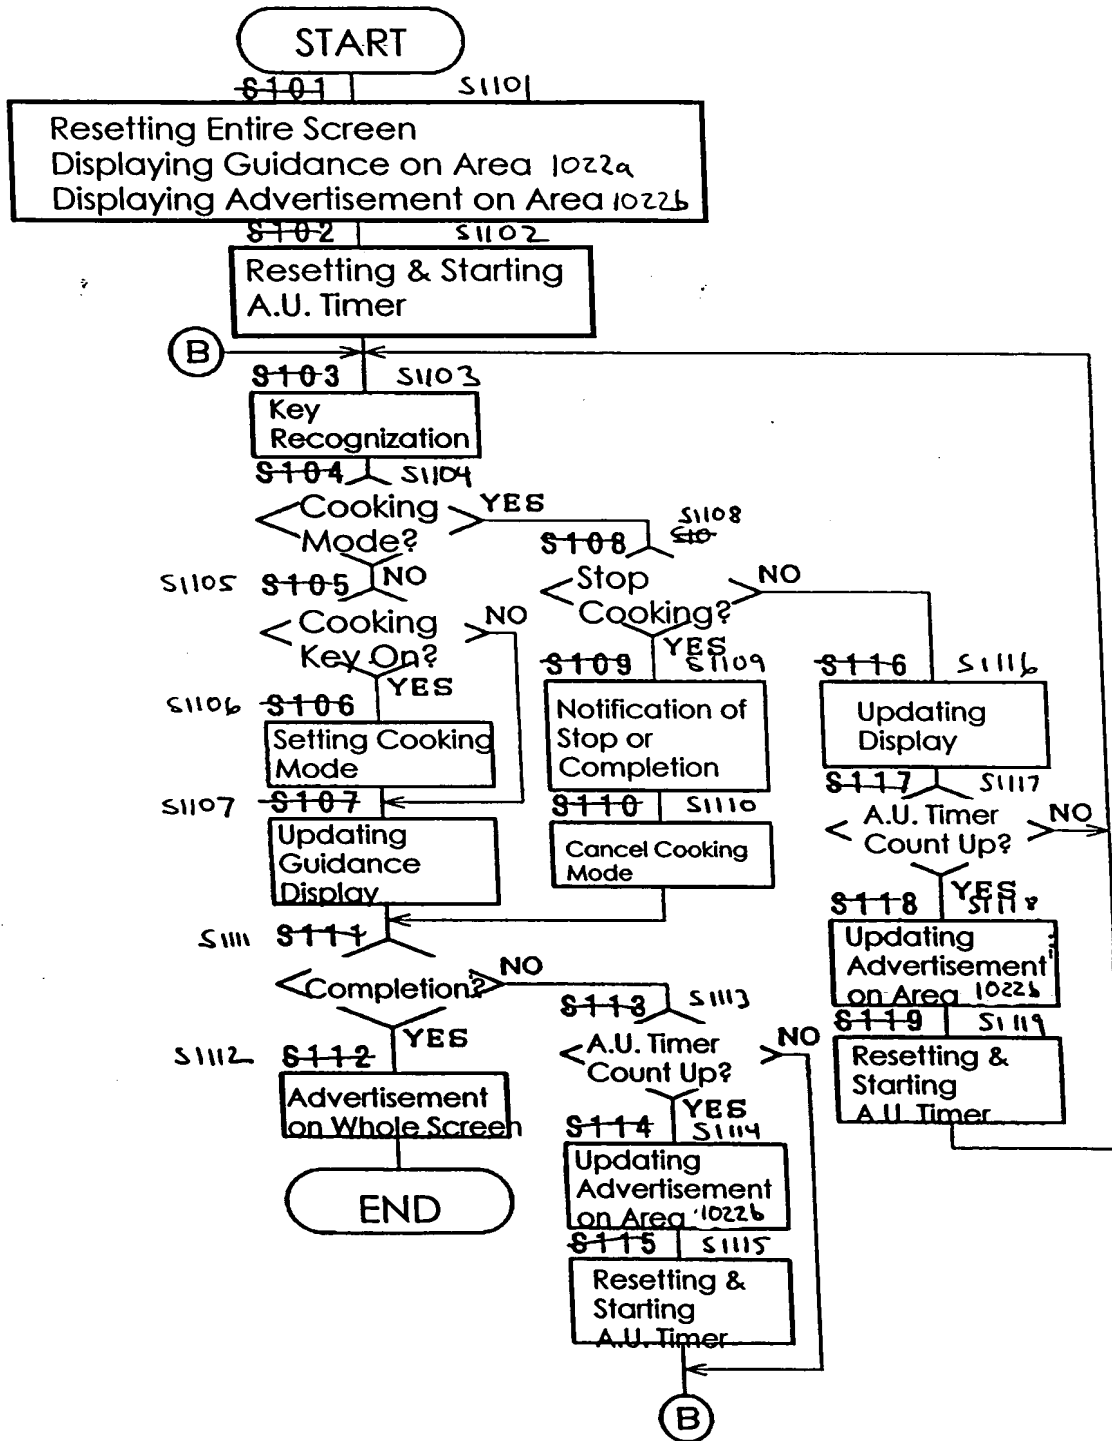 START
S101 S1101
Resetting Entire Screen
Displaying Guidance on Area 1022a
Displaying Advertisement on Area 1022b
S102 S1102
Resetting & Starting
A.U. Timer
B
S103 S1103
Key
Recognization
S104 S1104
Cooking
Mode?
YES
NO
S1105 S105
Cooking
Key On?
NO
YES
S1106 S106
Setting Cooking
Mode
S1107 S107
Updating
Guidance
Display
S108 S1108
S10
Stop
Cooking?
NO
YES
S109 S1109
Notification of
Stop or
Completion
S110 S1110
Cancel Cooking
Mode
S116 S1116
Updating
Display
S117 S1117
A.U. Timer
Count Up?
NO
YES
S118 S1118
Updating
Advertisement
on Area 1022b
S119 S1119
Resetting &
Starting
A.U. Timer
S1111 S111
Completion?
NO
YES
S1112 S112
Advertisement
on Whole Screen
END
S113 S1113
A.U. Timer
Count Up?
NO
YES
S114 S1114
Updating
Advertisement
on Area 1022b
S115 S1115
Resetting &
Starting
A.U. Timer
B